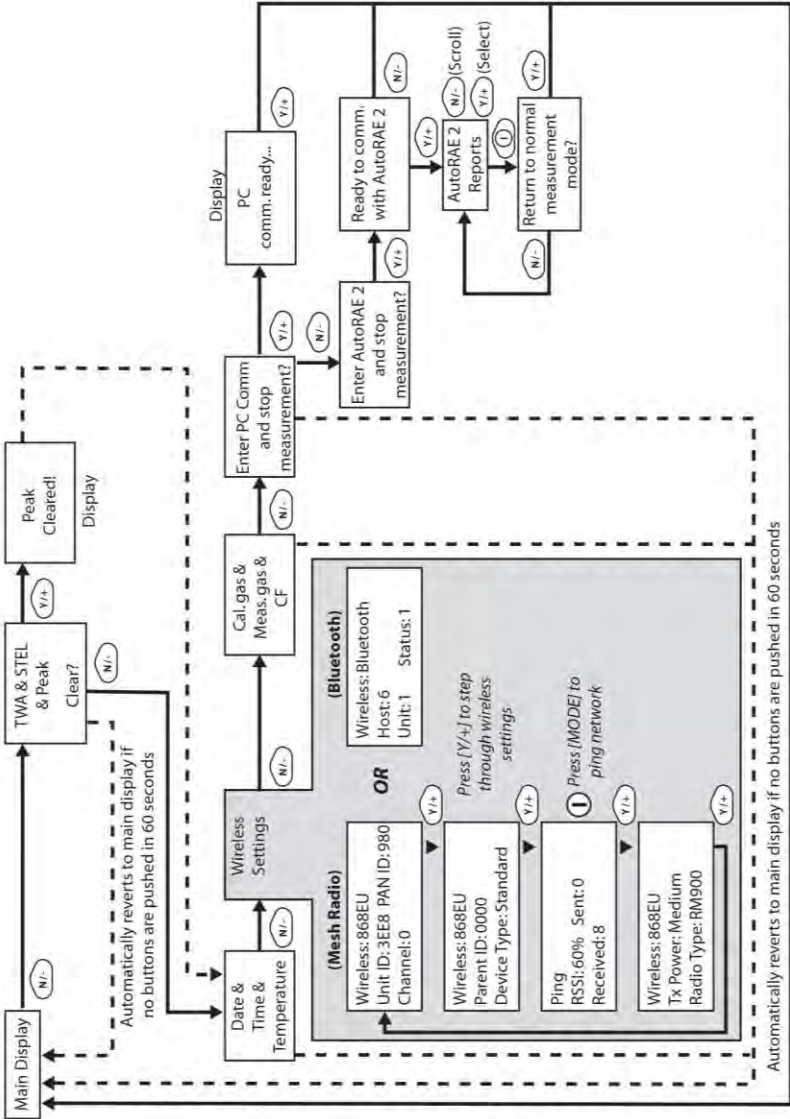 Main Display
N/-
TWA & STEL
& Peak
Clear?
Y/+
Peak
Cleared!
Display
N/-
Automatically reverts to main display if
no buttons are pushed in 60 seconds
Date &
Time &
Temperature
N/-
Wireless
Settings
N/-
Cal. gas &
Meas. gas &
CF
N/-
Enter PC Comm
and stop
measurement?
Y/+
Display
PC
comm. ready...
Y/+
N/-
Enter AutoRAE 2
and stop
measurement?
Y/+
Ready to comm.
with AutoRAE 2
N/-
Y/+
AutoRAE 2
Reports
N/- (Scroll)
Y/+ (Select)
Return to normal
measurement
mode?
N/-
Y/+
(Mesh Radio)
Wireless: 868EU
Unit ID: 3EE8 PAN ID: 980
Channel: 0
Y/+
Wireless: 868EU
Parent ID: 0000
Device Type: Standard
Y/+
Ping
RSSI: 60% Sent: 0
Received: 8
Y/+
Wireless: 868EU
Tx Power: Medium
Radio Type: RM900
Y/+
OR
(Bluetooth)
Wireless: Bluetooth
Host: 6
Unit: 1 Status: 1
Press [Y/+] to step
through wireless
settings
Press [MODE] to
ping network
Automatically reverts to main display if no buttons are pushed in 60 seconds